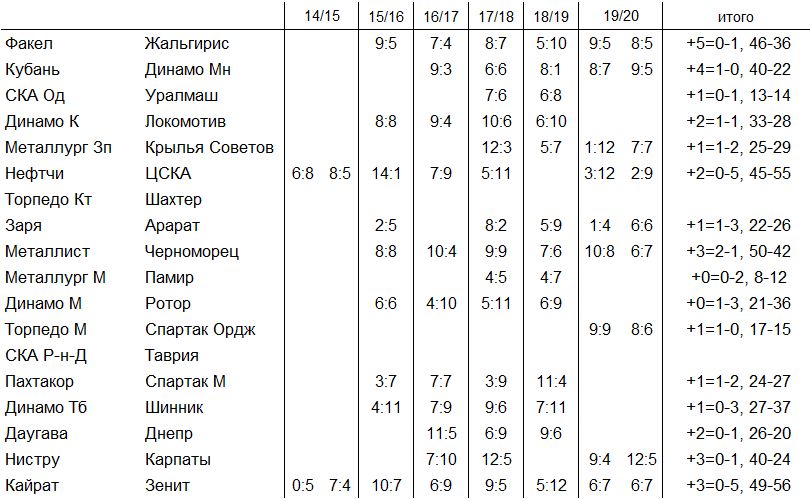 14/15 15/16 16/17 17/18 18/19 19/20 итого
Факел Жальгирис 9:5 7:4 8:7 5:10 9:5 8:5 +5=0-1, 46-36
Кубань Динамо Мн 9:3 6:6 8:1 8:7 9:5 +4=1-0, 40-22
СКА Од Уралмаш 7:6 6:8 +1=0-1, 13-14
Динамо К Локомотив 8:8 9:4 10:6 6:10 +2=1-1, 33-28
Металлург Зп Крылья Советов 12:3 5:7 1:12 7:7 +1=1-2, 25-29
Нефтчи ЦСКА 6:8 8:5 14:1 7:9 5:11 3:12 2:9 +2=0-5, 45-55
Торпедо Кт Шахтер
Заря Арарат 2:5 8:2 5:9 1:4 6:6 +1=1-3, 22-26
Металлист Черноморец 8:8 10:4 9:9 7:6 10:8 6:7 +3=2-1, 50-42
Металлург М Памир 4:5 4:7 +0=0-2, 8-12
Динамо М Ротор 6:6 4:10 5:11 6:9 +0=1-3, 21-36
Торпедо М Спартак Ордж 9:9 8:6 +1=1-0, 17-15
СКА Р-н-Д Таврия
Пахтакор Спартак М 3:7 7:7 3:9 11:4 +1=1-2, 24-27
Динамо Тб Шинник 4:11 7:9 9:6 7:11 +1=0-3, 27-37
Даугава Днепр 11:5 6:9 9:6 +2=0-1, 26-20
Нистру Карпаты 7:10 12:5 9:4 12:5 +3=0-1, 40-24
Кайрат Зенит 0:5 7:4 10:7 6:9 9:5 5:12 6:7 6:7 +3=0-5, 49-56